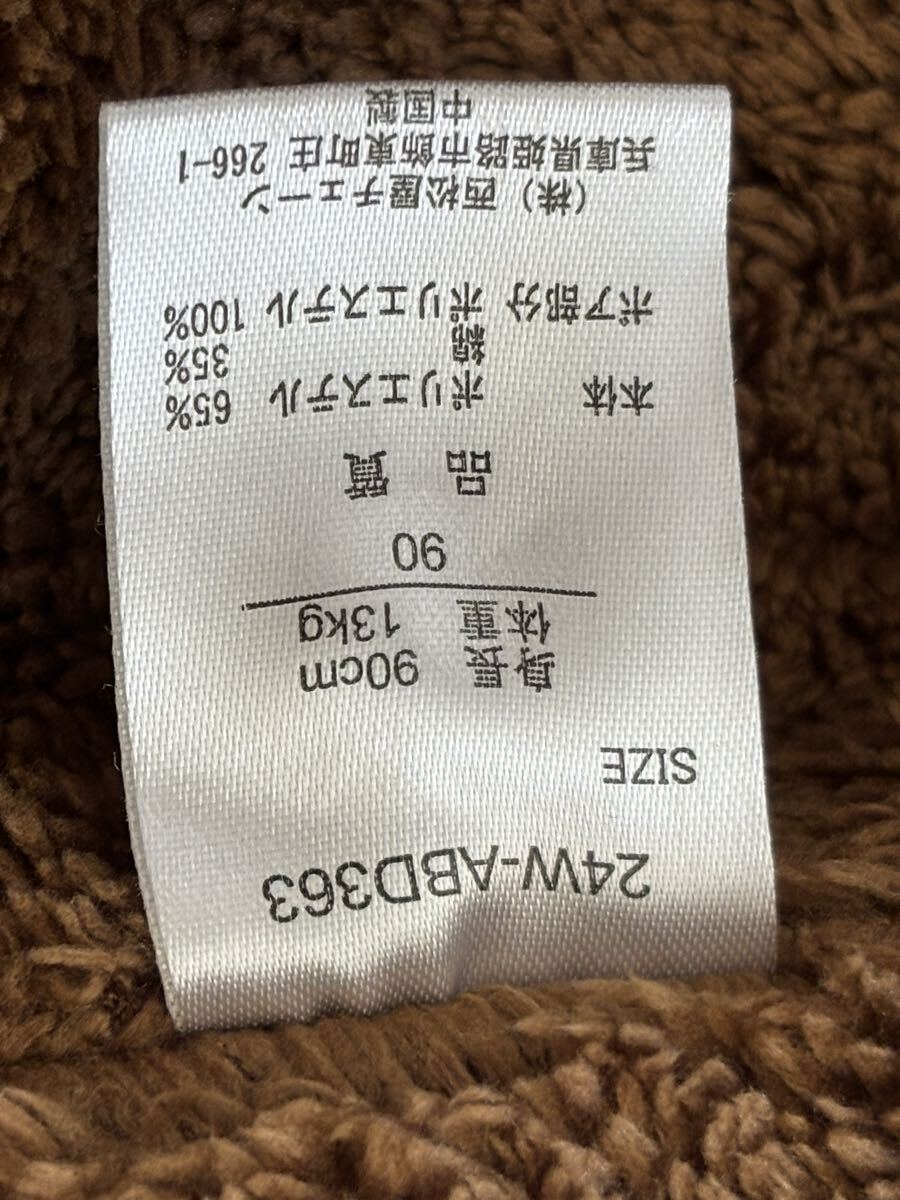 24W-ABD363
SIZE
身長 90cm
体重 13kg
90
品 質
本体 ポリエステル 65%
綿 35%
ボア部分 ポリエステル 100%
(株) 西松屋チェーン
兵庫県姫路市飾東町庄 266-1
中国製